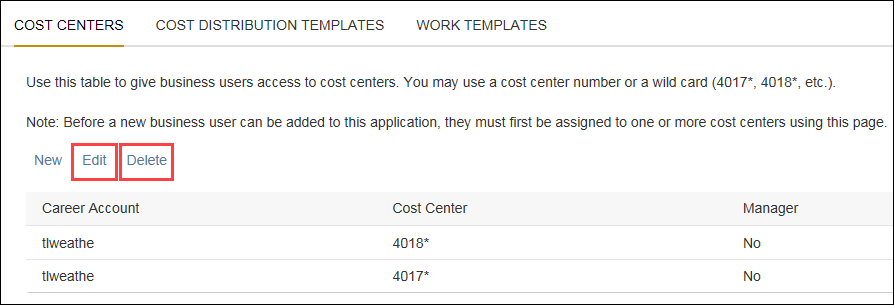 COST CENTERS COST DISTRIBUTION TEMPLATES WORK TEMPLATES
Use this table to give business users access to cost centers. You may use a cost center number or a wild card (4017*, 4018*, etc.).
Note: Before a new business user can be added to this application, they must first be assigned to one or more cost centers using this page.
New Edit Delete
Career Account Cost Center Manager
tlweathe 4018* No
tlweathe 4017* No